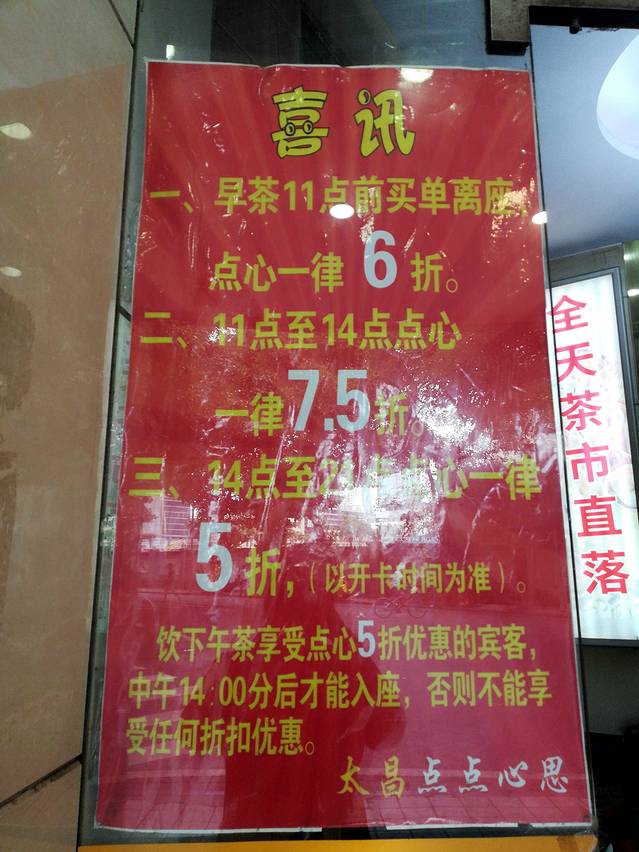 喜讯
一、早茶11点前买单离座，
点心一律 6 折。
二、11点至14点点心
一律7.5折。
三、14点至21点点心一律
5折，（以开卡时间为准）。
饮下午茶享受点心5折优惠的宾客，
中午14:00分后才能入座，否则不能享
受任何折扣优惠。
太昌点点心思
全天茶市直落